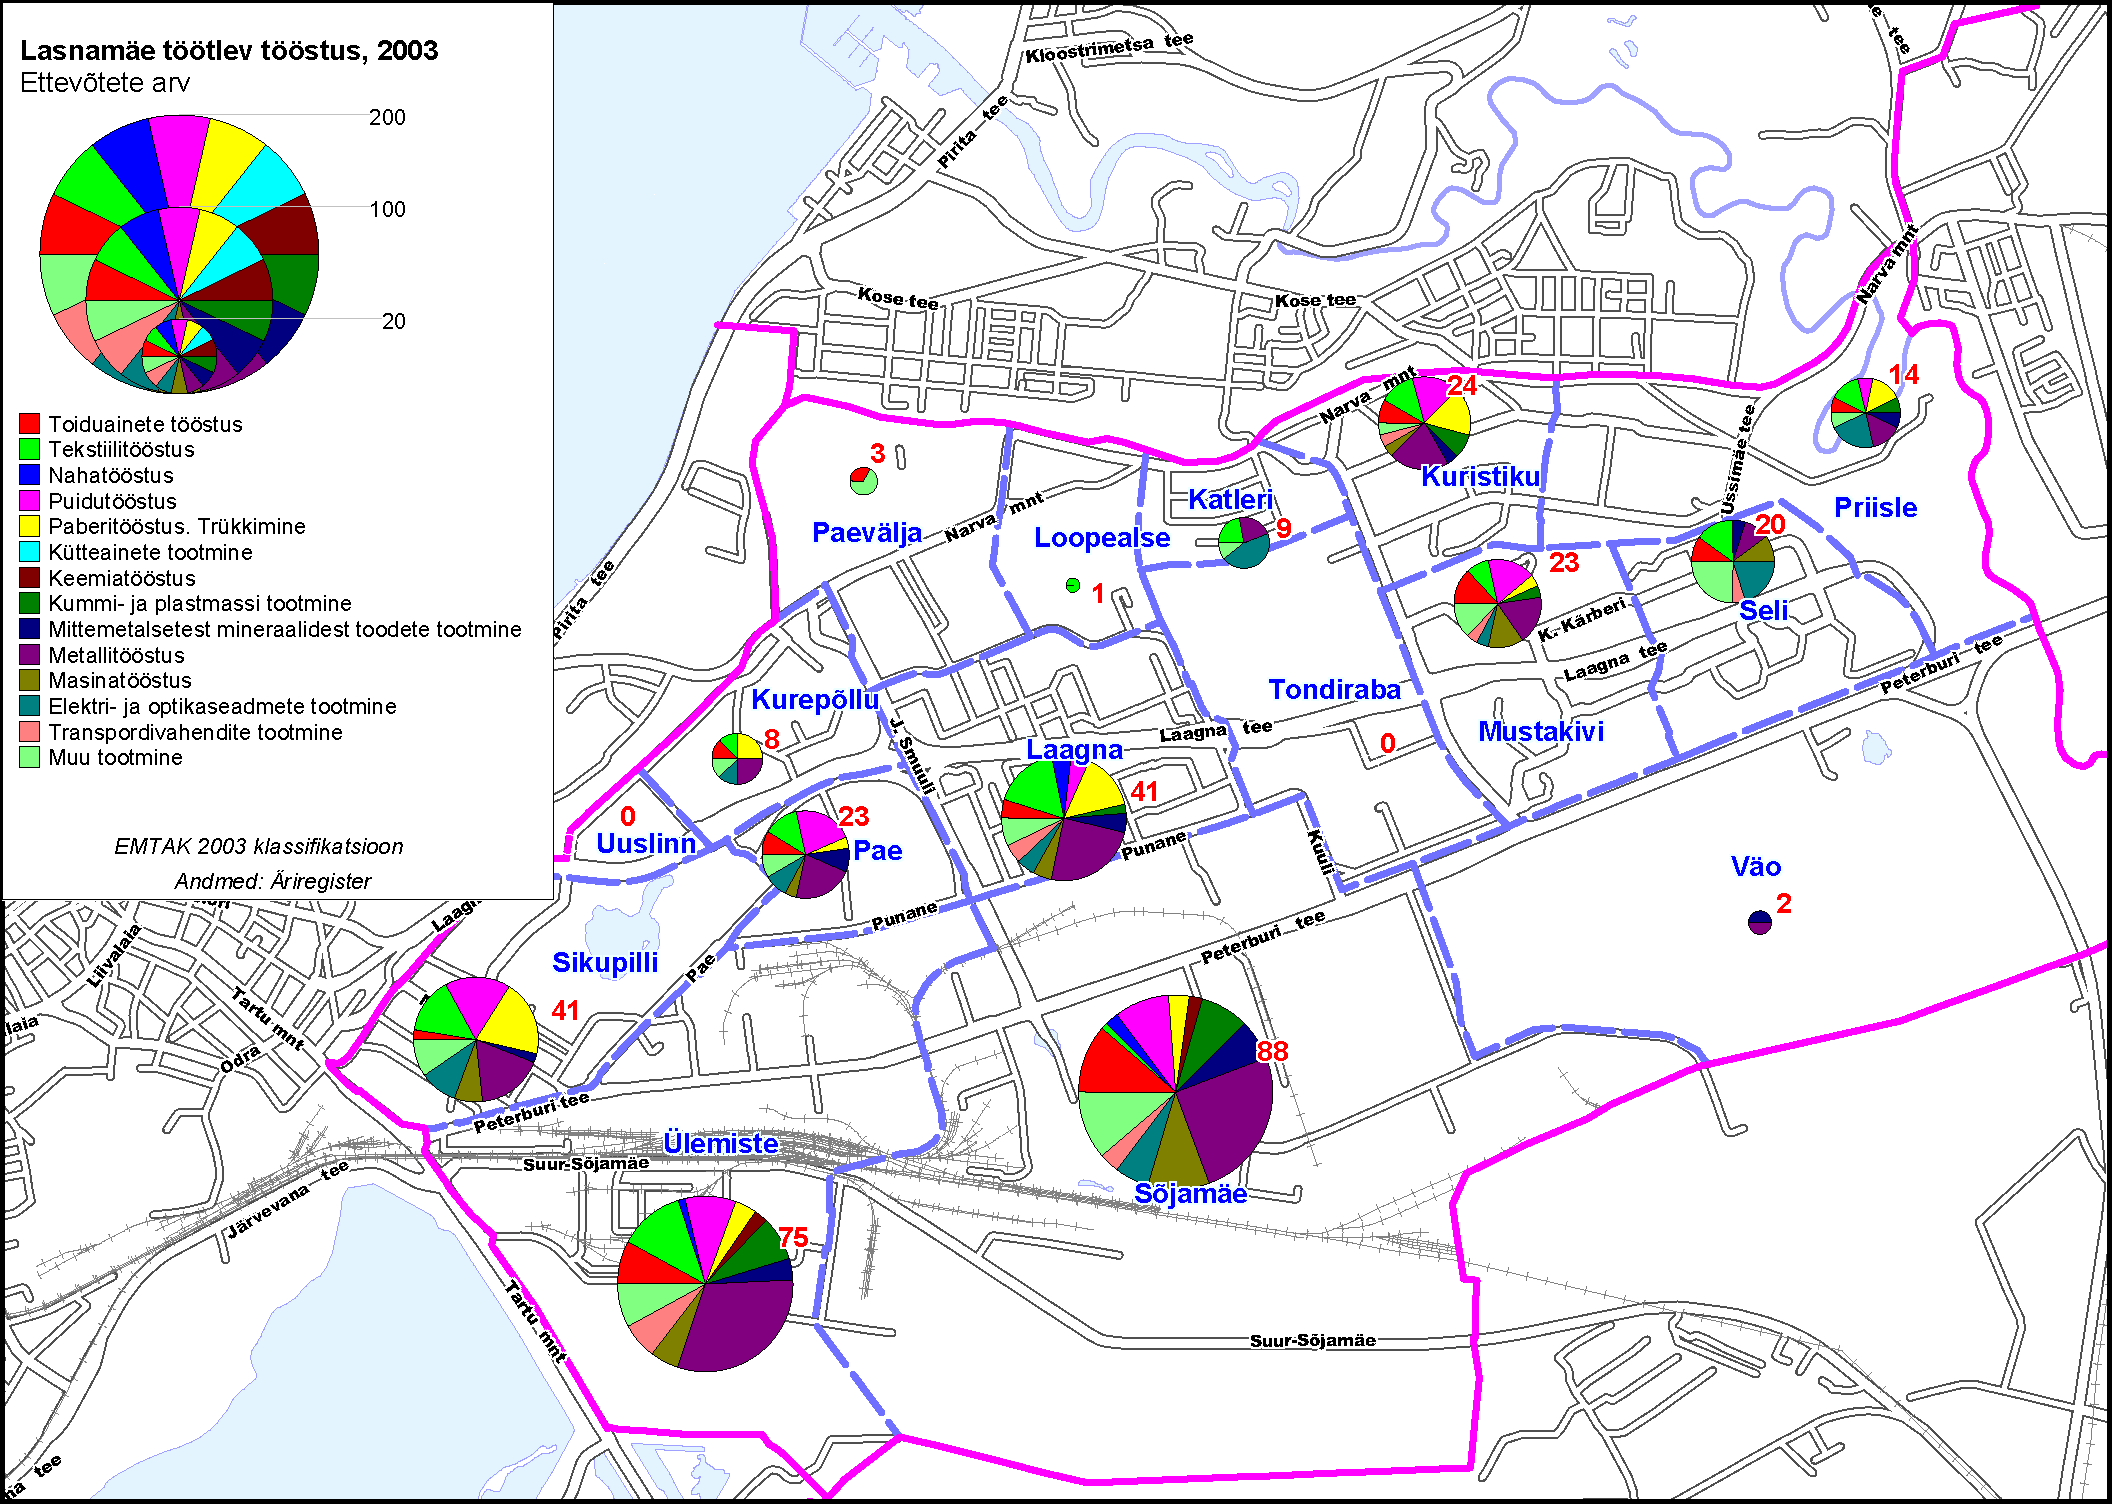 Lasnamäe töötlev tööstus, 2003
Ettevõtete arv
200
100
20
Toiduainete tööstus
Tekstiilitööstus
Nahatööstus
Puidutööstus
Paberitööstus. Trükkimine
Kütteainete tootmine
Keemiatööstus
Kummi- ja plastmassi tootmine
Mittemetalsetest mineraalidest toodete tootmine
Metallitööstus
Masinatööstus
Elektri- ja optikaseadmete tootmine
Transpordivahendite tootmine
Muu tootmine
EMTAK 2003 klassifikatsioon
Andmed: Äriregister
Kloostrimetsa tee
Pirita tee
Kose tee
Kose tee
Narva mnt
Narva mnt
24
14
Kuristiku
Ussimäe tee
Priisle
3
Paevälja
Narva mnt
Katleri
9
Loopealse
1
Pirita tee
23
20
Seli
K. Kärberi
Laagna tee
Peterburi tee
Kurepõllu
8
J. Smuuli
Tondiraba
0
Laagna tee
Mustakivi
Laagna
41
0
Uuslinn
23
Pae
Punane
Kuuli
Väo
2
Punane
Peterburi tee
Sikupilli
Pae
41
Liivalaia
Tartu mnt
Odra
Peterburi tee
88
Sõjamäe
Ülemiste
Suur-Sõjamäe
Järvevana tee
75
Tartu mnt
Suur-Sõjamäe
tee